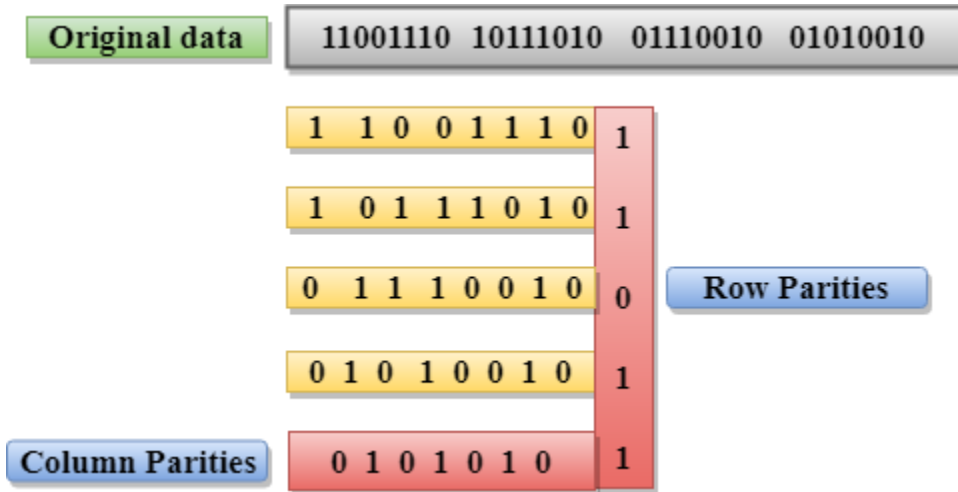 Original data 11001110 10111010 01110010 01010010
1 1 0 0 1 1 1 0 1
1 0 1 1 1 0 1 0 1
0 1 1 1 0 0 1 0 0
Row Parities
0 1 0 1 0 0 1 0 1
Column Parities 0 1 0 1 0 1 0 1